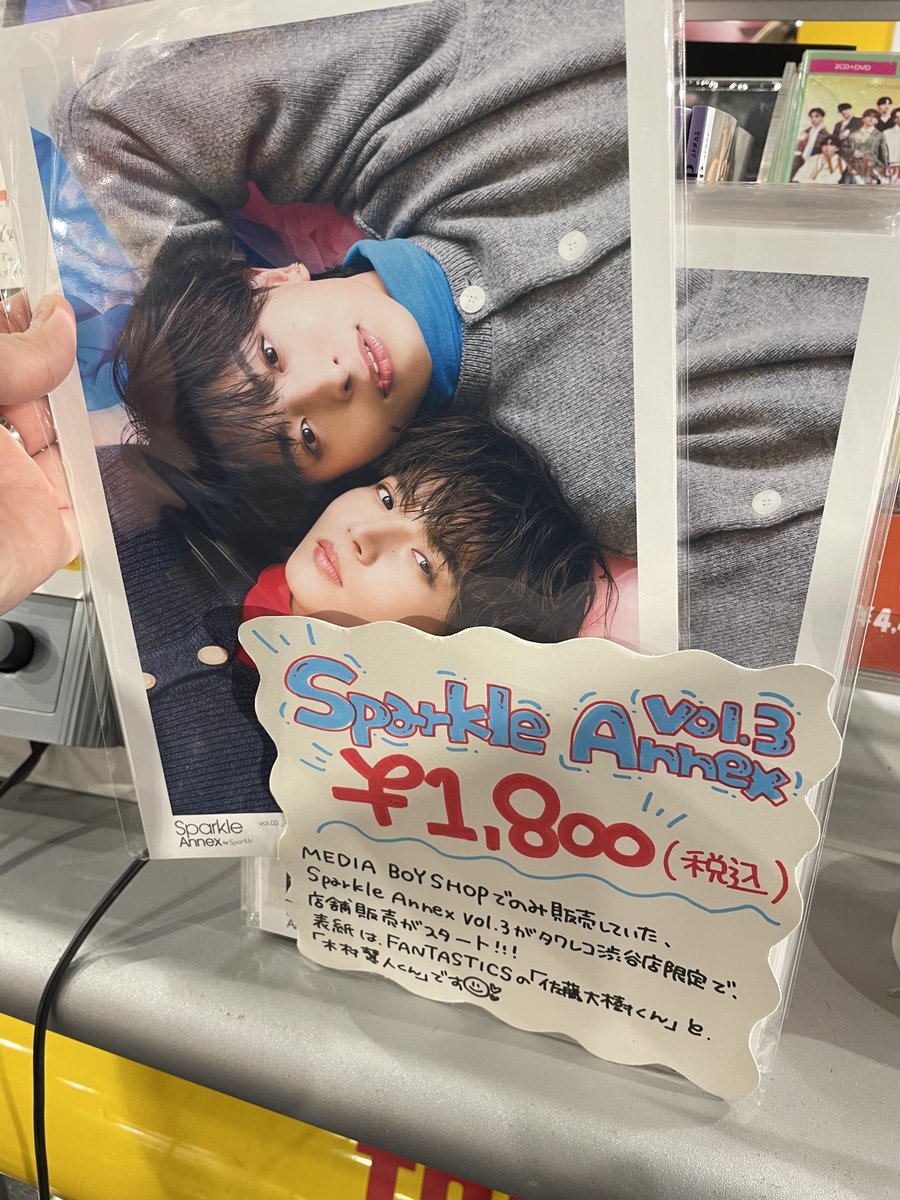 2CD+DVD
Sparkle
Annex by Sparkle
vol.03
Sparkle Annex
vol.3
¥1,800(税込)
MEDIA BOY SHOPでのみ販売していた、
Sparkle Annex vol.3がタワレコ渋谷店限定で、
店舗販売がスタート!!!
表紙は、FANTASTICSの「佐藤大樹くん」と、
「木村慧人くん」です